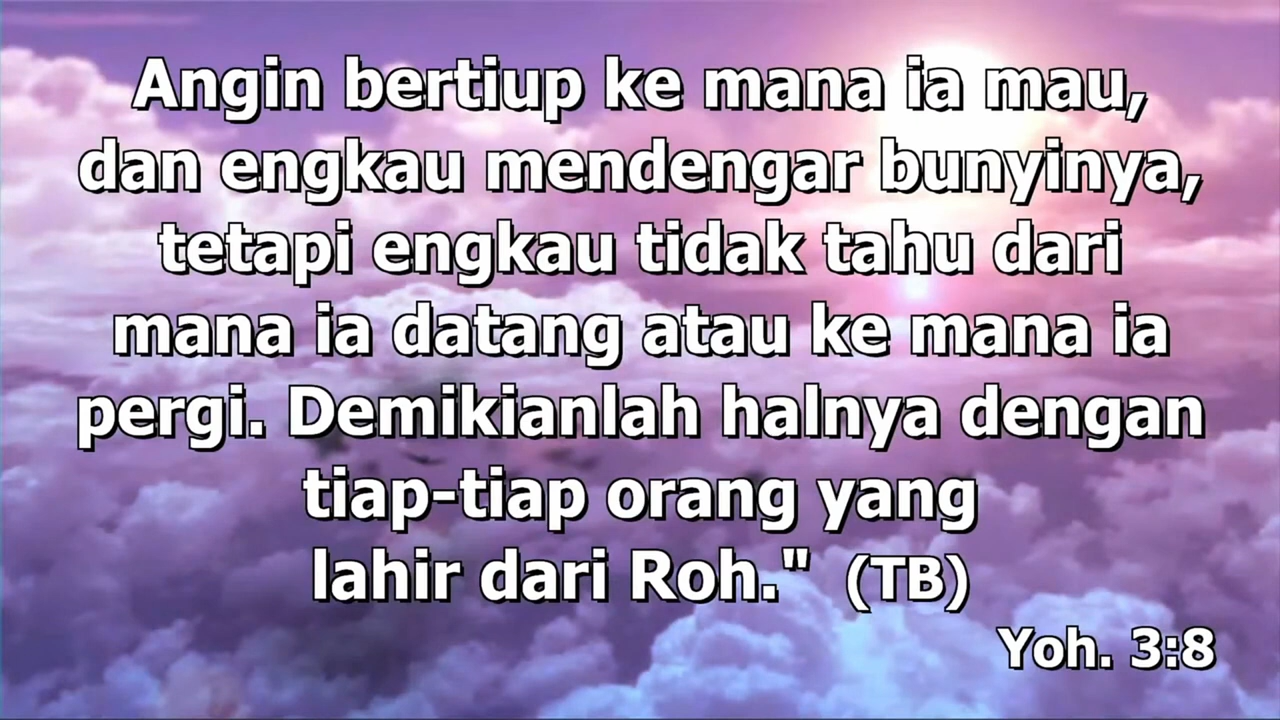 Angin bertiup ke mana ia mau,
dan engkau mendengar bunyinya,
tetapi engkau tidak tahu dari
mana ia datang atau ke mana ia
pergi. Demikianlah halnya dengan
tiap-tiap orang yang
lahir dari Roh." (TB)
Yoh. 3:8